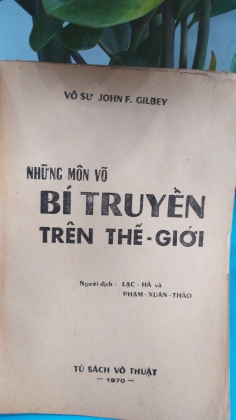 VÕ SƯ JOHN F. GILBEY
NHỮNG MÔN VÕ
BÍ TRUYỀN
TRÊN THẾ-GIỚI
Người dịch : LẠC - HÀ và
PHẠM - XUÂN - THẢO
TỦ SÁCH VÕ THUẬT
— 1970 —